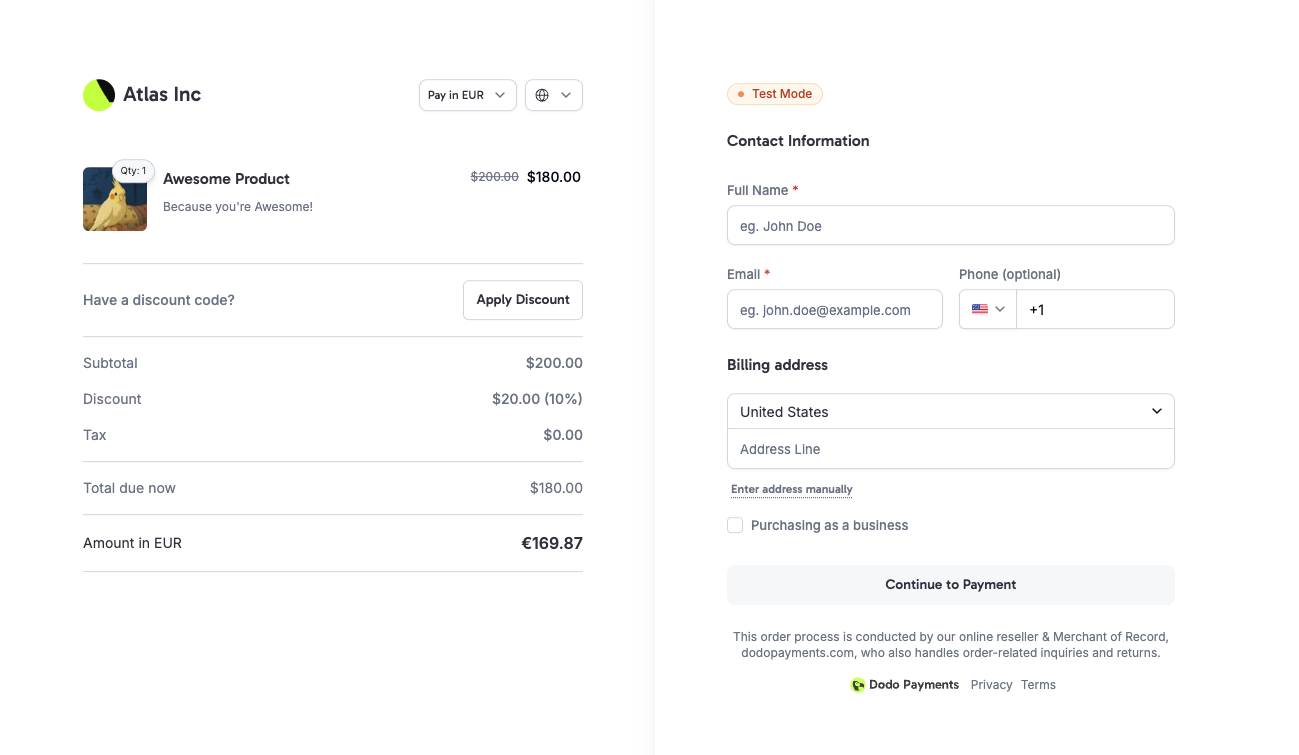 Atlas Inc
Pay in EUR
Qty: 1
Awesome Product
$200.00 $180.00
Because you're Awesome!
Have a discount code?
Apply Discount
Subtotal $200.00
Discount $20.00 (10%)
Tax $0.00
Total due now $180.00
Amount in EUR €169.87
Test Mode
Contact Information
Full Name *
eg. John Doe
Email * Phone (optional)
eg. john.doe@example.com +1
Billing address
United States
Address Line
Enter address manually
Purchasing as a business
Continue to Payment
This order process is conducted by our online reseller & Merchant of Record,
dodopayments.com, who also handles order-related inquiries and returns.
Dodo Payments Privacy Terms